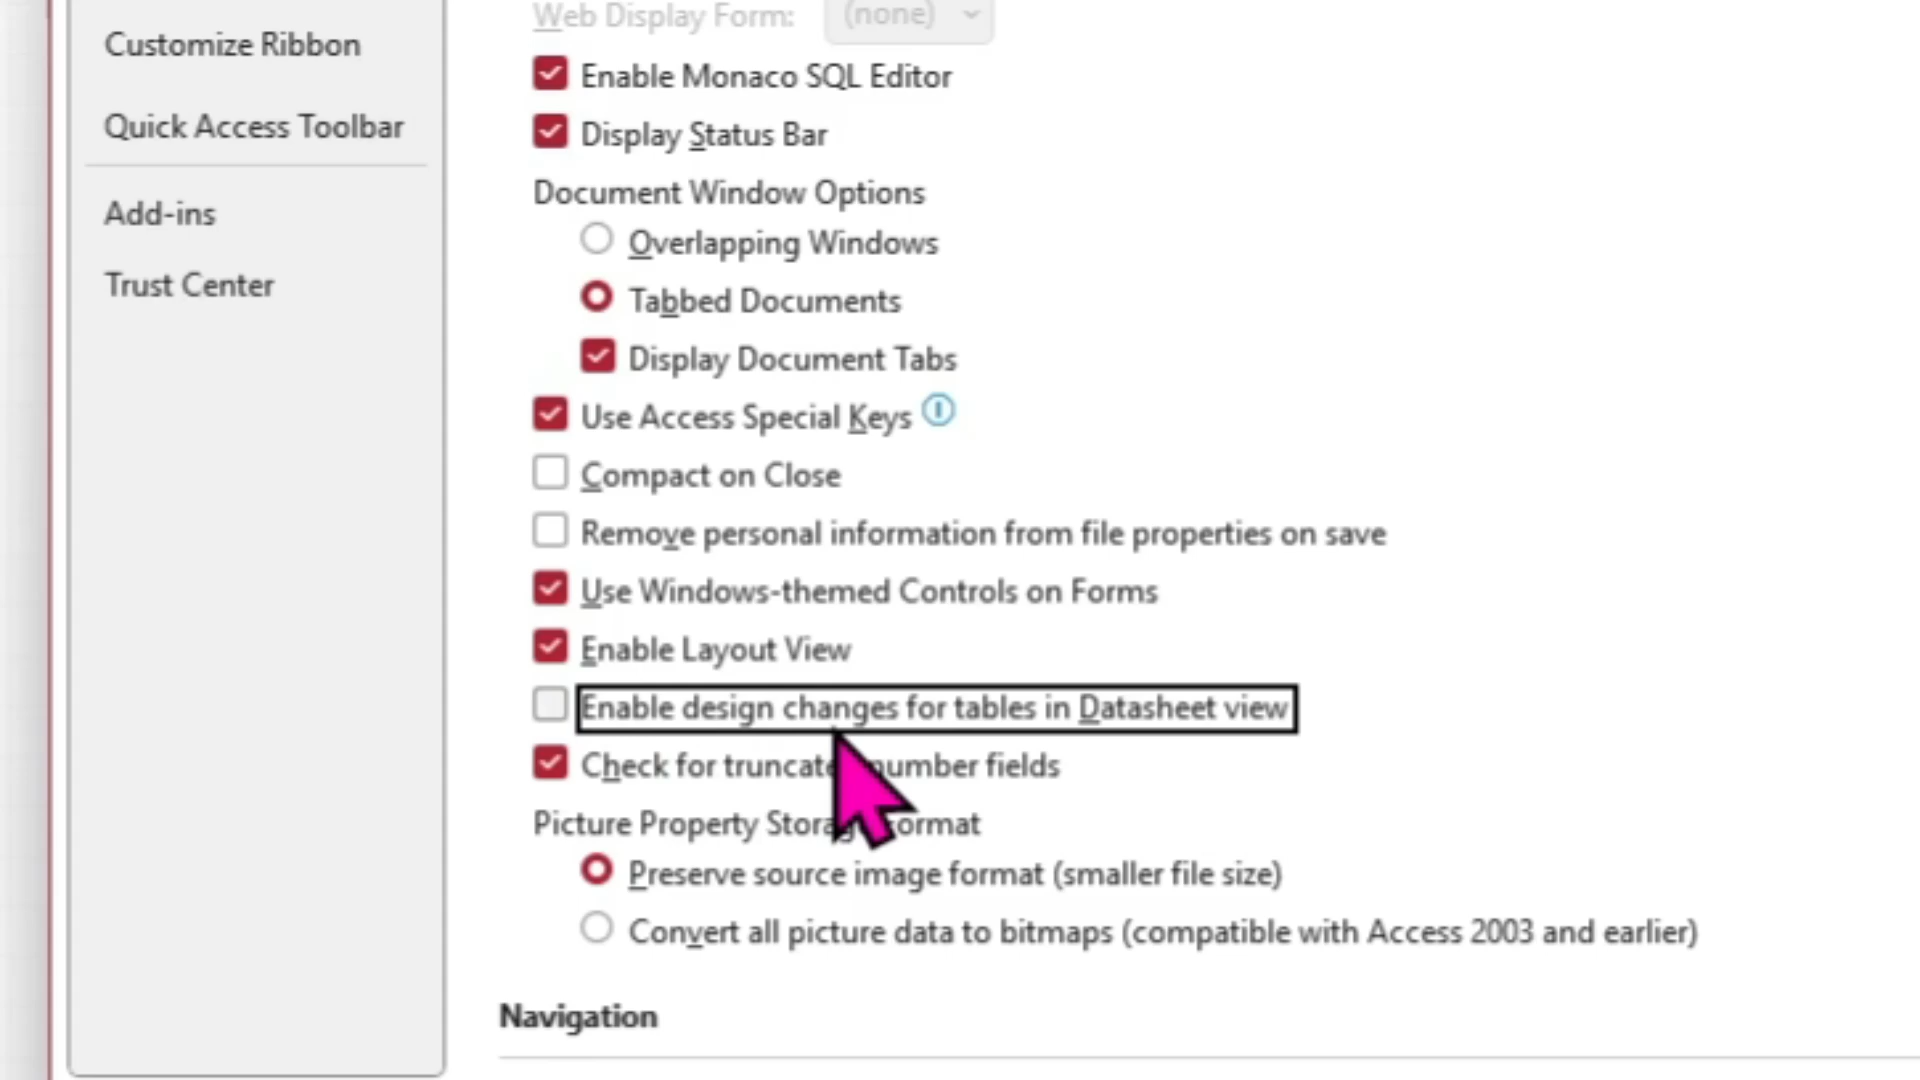 Customize Ribbon
Quick Access Toolbar
Add-ins
Trust Center
Web Display Form: (none)
Enable Monaco SQL Editor
Display Status Bar
Document Window Options
Overlapping Windows
Tabbed Documents
Display Document Tabs
Use Access Special Keys
Compact on Close
Remove personal information from file properties on save
Use Windows-themed Controls on Forms
Enable Layout View
Enable design changes for tables in Datasheet view
Check for truncated number fields
Picture Property Storage Format
Preserve source image format (smaller file size)
Convert all picture data to bitmaps (compatible with Access 2003 and earlier)
Navigation